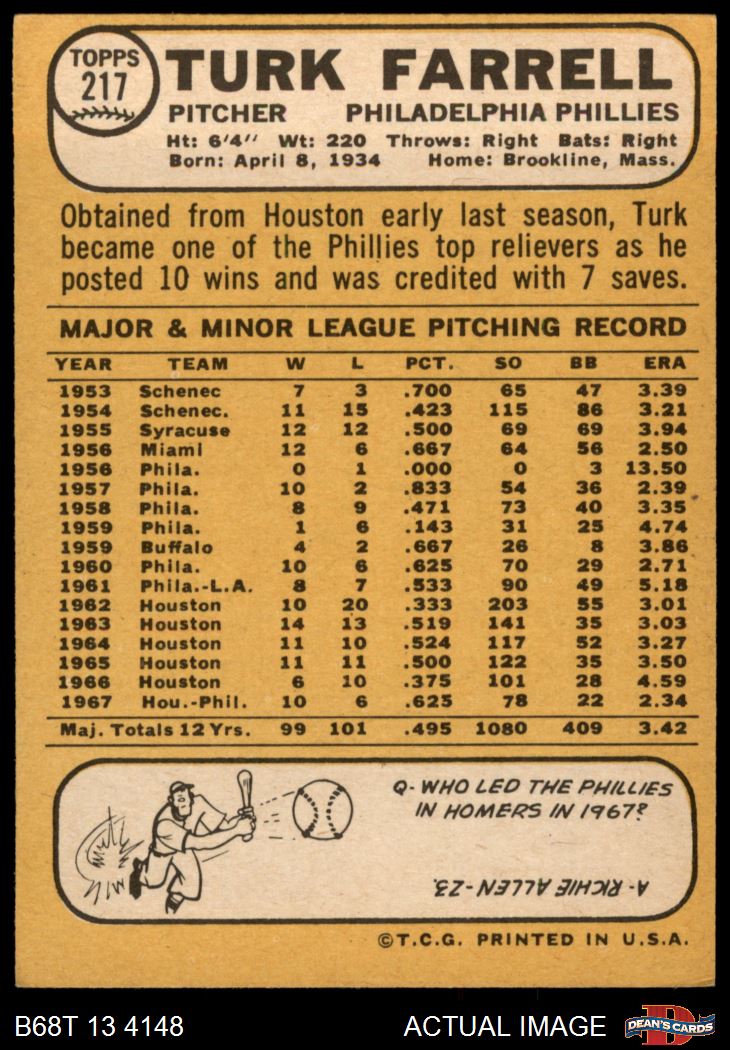 TOPPS
217
TURK FARRELL
PITCHER PHILADELPHIA PHILLIES
Ht: 6'4" Wt: 220 Throws: Right Bats: Right
Born: April 8, 1934 Home: Brookline, Mass.
Obtained from Houston early last season, Turk
became one of the Phillies top relievers as he
posted 10 wins and was credited with 7 saves.
MAJOR & MINOR LEAGUE PITCHING RECORD
YEAR TEAM W L PCT. SO BB ERA
1953 Schenec 7 3 .700 65 47 3.39
1954 Schenec. 11 15 .423 115 86 3.21
1955 Syracuse 12 12 .500 69 69 3.94
1956 Miami 12 6 .667 64 56 2.50
1956 Phila. 0 1 .000 0 3 13.50
1957 Phila. 10 2 .833 54 36 2.39
1958 Phila. 8 9 .471 73 40 3.35
1959 Phila. 1 6 .143 31 25 4.74
1959 Buffalo 4 2 .667 26 8 3.86
1960 Phila. 10 6 .625 70 29 2.71
1961 Phila.-L.A. 8 7 .533 90 49 5.18
1962 Houston 10 20 .333 203 55 3.01
1963 Houston 14 13 .519 141 35 3.03
1964 Houston 11 10 .524 117 52 3.27
1965 Houston 11 11 .500 122 35 3.50
1966 Houston 6 10 .375 101 28 4.59
1967 Hou.-Phil. 10 6 .625 78 22 2.34
Maj. Totals 12 Yrs. 99 101 .495 1080 409 3.42
Q- WHO LED THE PHILLIES
IN HOMERS IN 1967?
A- RICHIE ALLEN-23.
©T.C.G. PRINTED IN U.S.A.
B68T 13 4148 ACTUAL IMAGE
D
DEAN'S CARDS